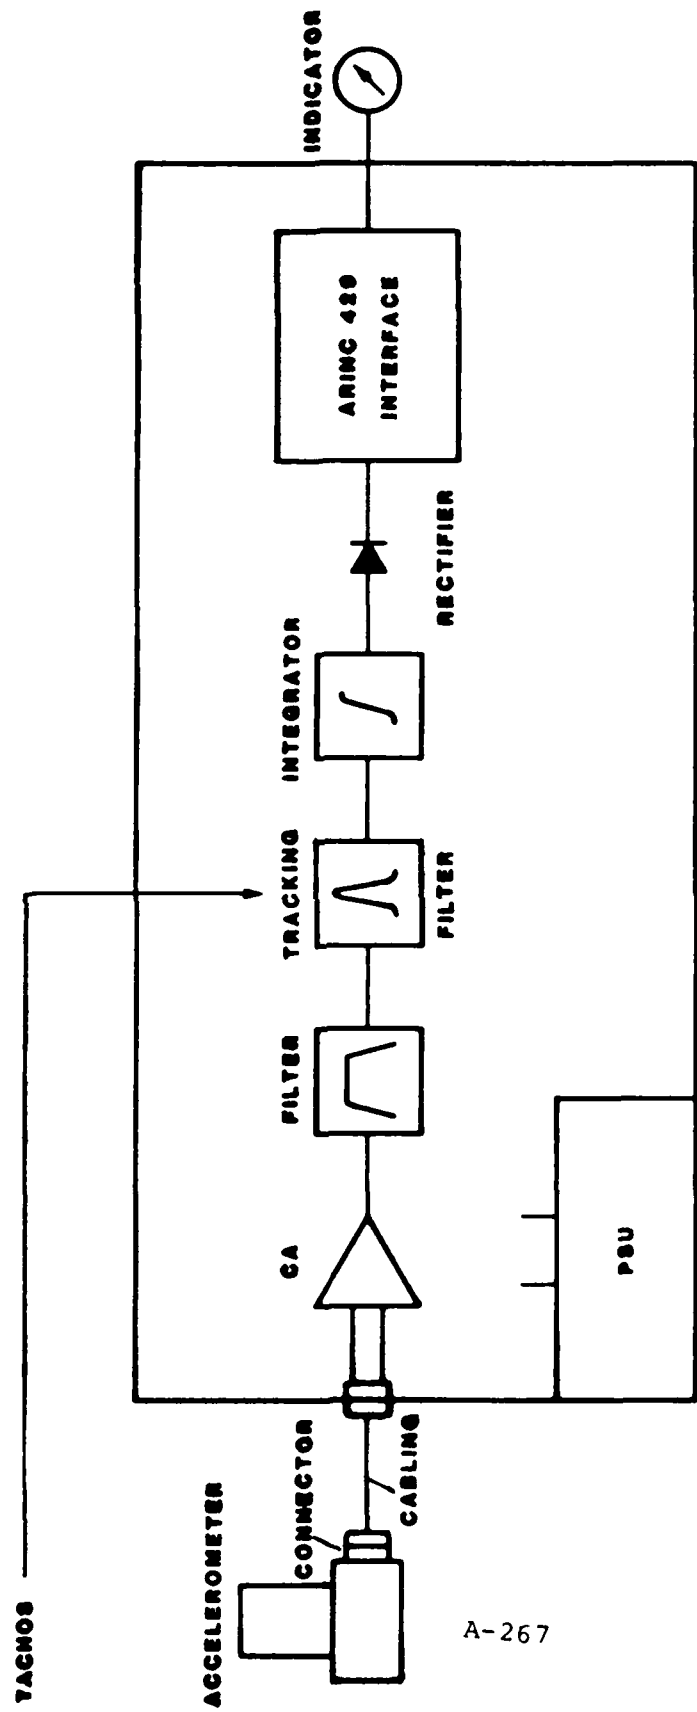 TACHOS
ACCELEROMETER
CONNECTOR
CABLING
CA
FILTER
TRACKING
FILTER
INTEGRATOR
RECTIFIER
ARINC 429
INTERFACE
INDICATOR
PSU
A-267